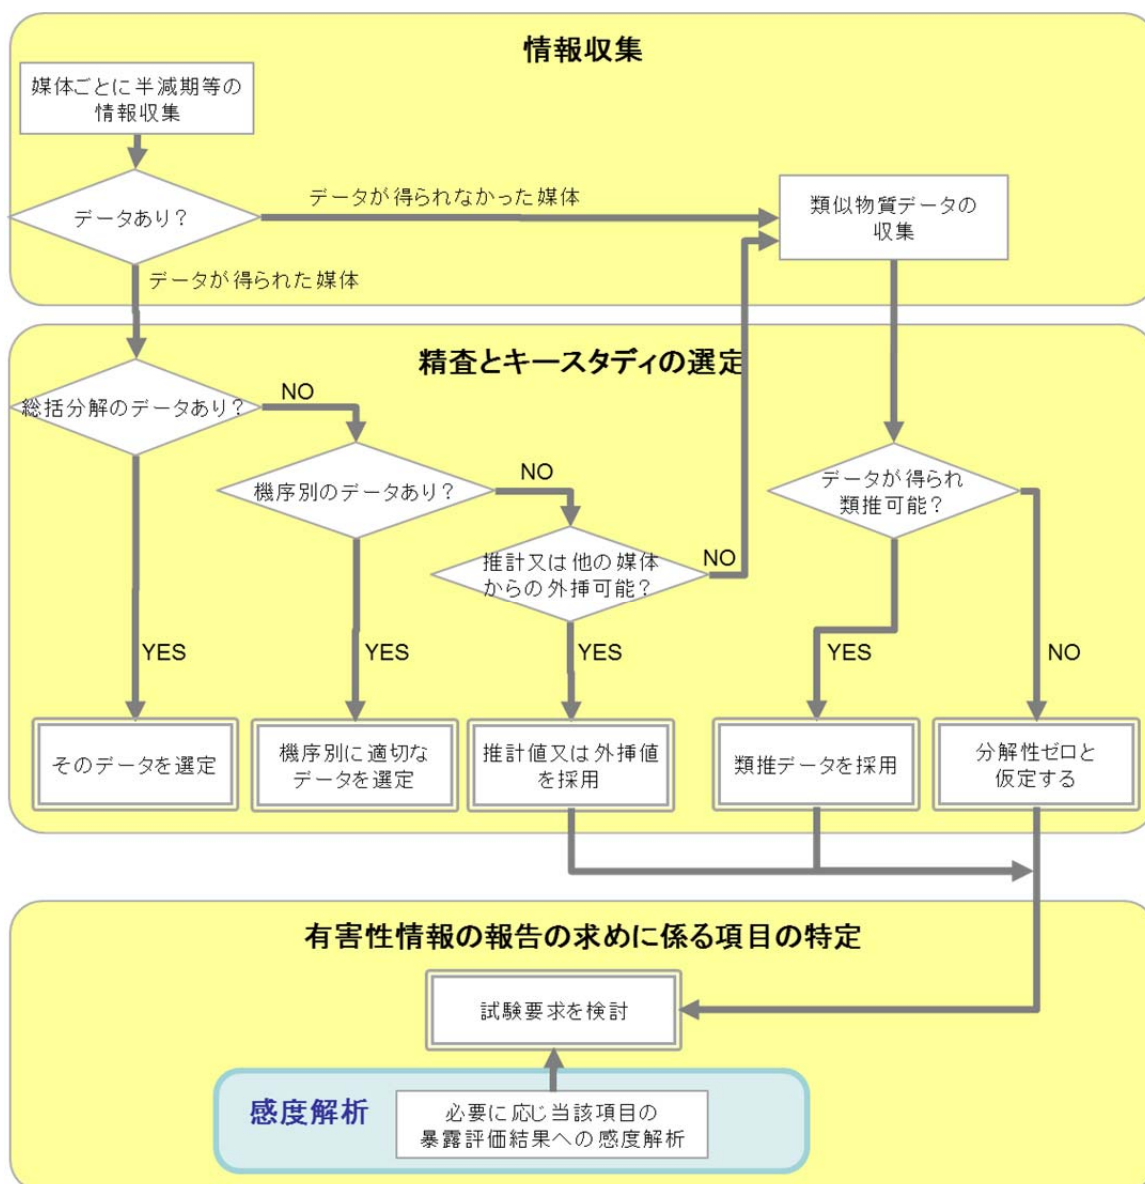 情報収集
媒体ごとに半減期等の
情報収集
データあり？
データが得られなかった媒体
類似物質データの
収集
データが得られた媒体
精査とキースタディの選定
総括分解のデータあり？
NO
機序別のデータあり？
NO
推計又は他の媒体
からの外挿可能？
NO
データが得られ
類推可能？
YES
YES
YES
YES
NO
そのデータを選定
機序別に適切な
データを選定
推計値又は外挿値
を採用
類推データを採用
分解性ゼロと
仮定する
有害性情報の報告の求めに係る項目の特定
試験要求を検討
感度解析
必要に応じ当該項目の
暴露評価結果への感度解析